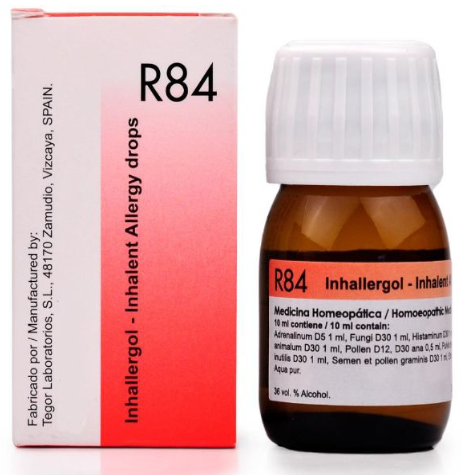 R84
Inhallergol - Inhalent Allergy drops
Fabricado por / Manufactured by:
Tegor Laboratorios, S.L., 48170 Zamudio, Vizcaya, SPAIN.
R84 Inhallergol - Inhalent
Medicina Homeopática / Homoeopathic
10 ml contiene / 10 ml contain:
Adrenalinum D5 1 ml, Fungi D30 1 ml, Histaminum D30
animalum D30 1 ml, Pollen D12, D30 ana 0,5 ml,
inutilis D30 1 ml, Semen et pollen graminis D30 1 ml,
Aqua pur.
36 vol. % Alcohol.